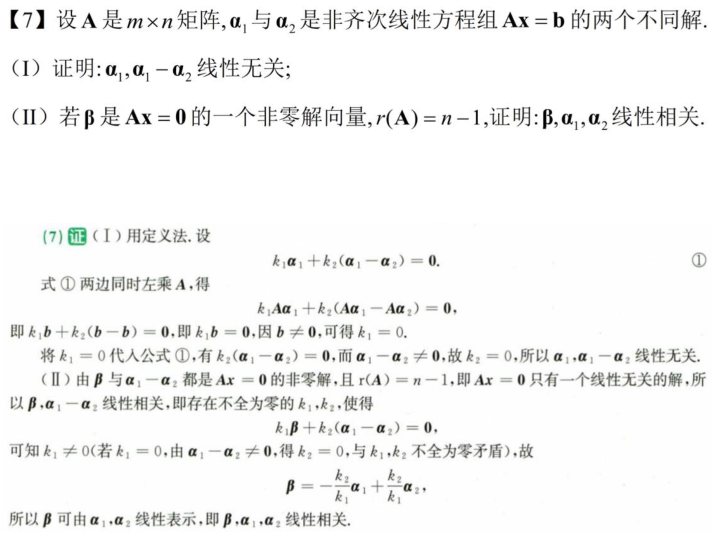 【7】设 A 是 m×n 矩阵, α₁ 与 α₂ 是非齐次线性方程组 Ax = b 的两个不同解.
（I）证明: α₁, α₁ − α₂ 线性无关;
（II）若 β 是 Ax = 0 的一个非零解向量, r(A) = n − 1, 证明: β, α₁, α₂ 线性相关.
(7) 证 (Ⅰ) 用定义法. 设
k₁α₁ + k₂(α₁ − α₂) = 0. ①
式 ① 两边同时左乘 A, 得
k₁Aα₁ + k₂(Aα₁ − Aα₂) = 0,
即 k₁b + k₂(b − b) = 0, 即 k₁b = 0, 因 b ≠ 0, 可得 k₁ = 0.
将 k₁ = 0 代入公式 ①, 有 k₂(α₁ − α₂) = 0, 而 α₁ − α₂ ≠ 0, 故 k₂ = 0, 所以 α₁, α₁ − α₂ 线性无关.
(Ⅱ) 由 β 与 α₁ − α₂ 都是 Ax = 0 的非零解, 且 r(A) = n − 1, 即 Ax = 0 只有一个线性无关的解, 所
以 β, α₁ − α₂ 线性相关, 即存在不全为零的 k₁, k₂, 使得
k₁β + k₂(α₁ − α₂) = 0,
可知 k₁ ≠ 0(若 k₁ = 0, 由 α₁ − α₂ ≠ 0, 得 k₂ = 0, 与 k₁, k₂ 不全为零矛盾), 故
β = −k₂/k₁ α₁ + k₂/k₁ α₂,
所以 β 可由 α₁, α₂ 线性表示, 即 β, α₁, α₂ 线性相关.